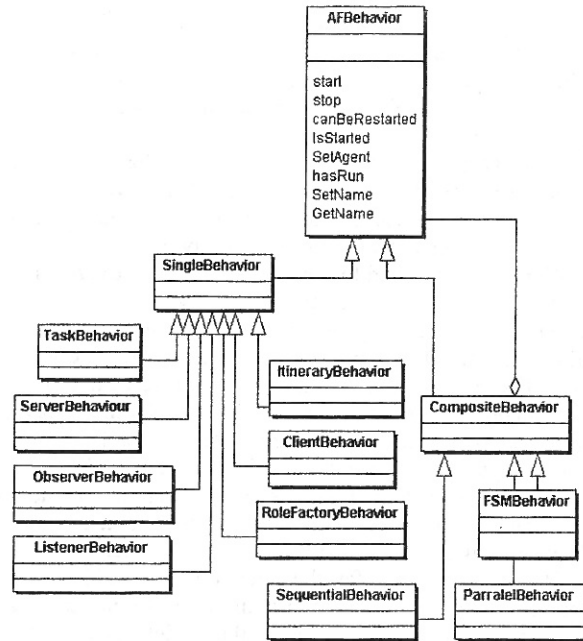 AFBehavior
start
stop
canBeRestarted
IsStarted
SetAgent
hasRun
SetName
GetName
SingleBehavior
TaskBehavior
ItineraryBehavior
ServerBehaviour
CompositeBehavior
ClientBehavior
ObserverBehavior
FSMBehavior
RoleFactoryBehavior
ListenerBehavior
SequentialBehavior
ParralelBehavior